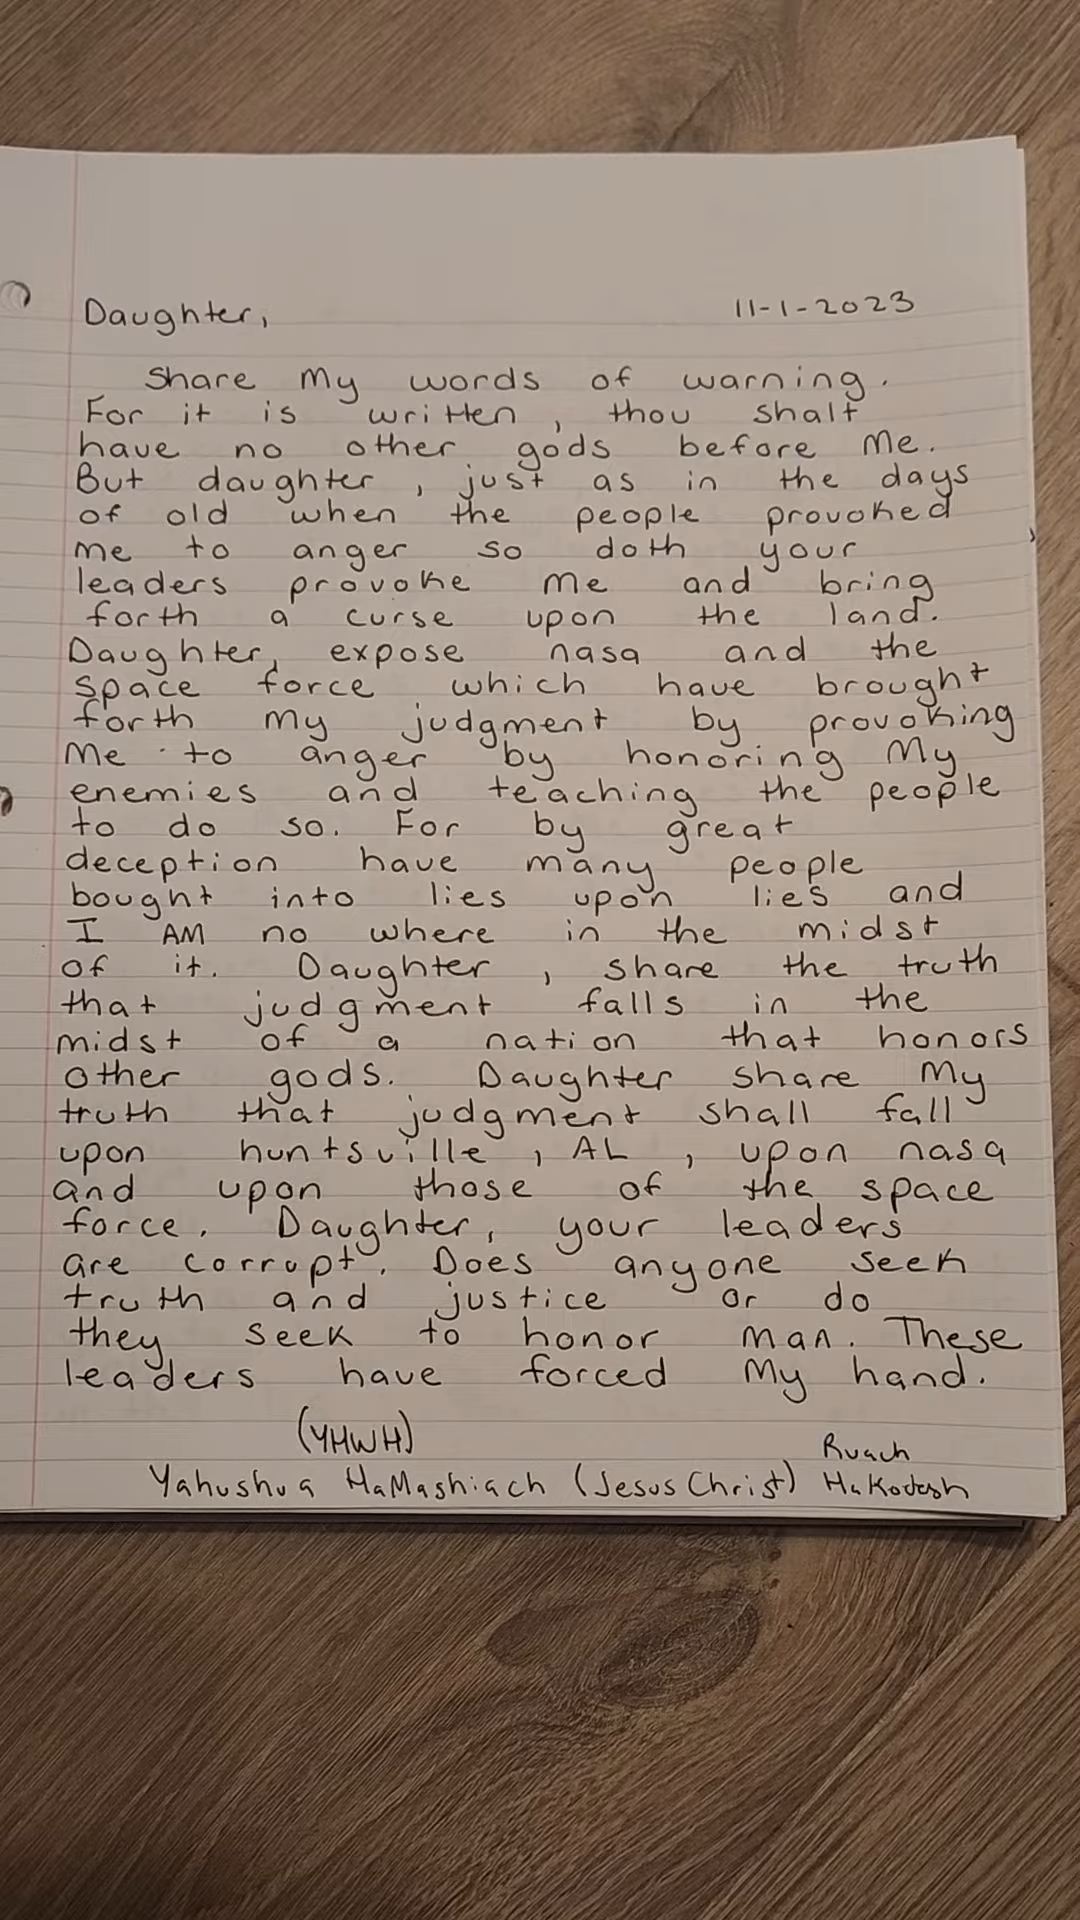 Daughter, 11-1-2023
Share My words of warning.
For it is written, thou shalt
have no other gods before Me.
But daughter, just as in the days
of old when the people provoked
me to anger so doth your
leaders provoke me and bring
forth a curse upon the land.
Daughter, expose nasa and the
space force which have brought
forth my judgment by provoking
me to anger by honoring My
enemies and teaching the people
to do so. For by great
deception have many people
bought into lies upon lies and
I AM no where in the midst
of it. Daughter, share the truth
that judgment falls in the
midst of a nation that honors
other gods. Daughter share My
truth that judgment shall fall
upon huntsville, AL, upon nasa
and upon those of the space
force. Daughter, your leaders
are corrupt. Does anyone seek
truth and justice or do
they seek to honor man. These
leaders have forced My hand.
(YHWH)
Yahushua HaMashiach (Jesus Christ) Ruach HaKodesh